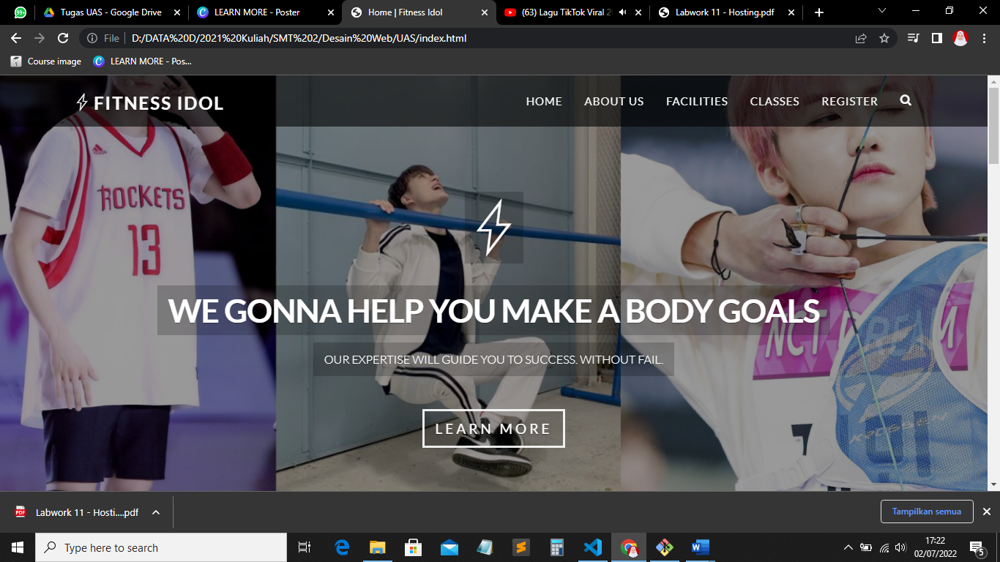 99+
Tugas UAS - Google Drive
LEARN MORE - Poster
Home | Fitness Idol
(63) Lagu TikTok Viral 2
Labwork 11 - Hosting.pdf
File
D:/DATA%20D/2021%20Kuliah/SMT%202/Desain%20Web/UAS/index.html
Course image
LEARN MORE - Pos...
FITNESS IDOL
HOME
ABOUT US
FACILITIES
CLASSES
REGISTER
ROCKETS
13
WE GONNA HELP YOU MAKE A BODY GOALS
NCT DREAM
OUR EXPERTISE WILL GUIDE YOU TO SUCCESS. WITHOUT FAIL.
LEARN MORE
PDF
Labwork 11 - Hosti....pdf
Tampilkan semua
Type here to search
17:22
02/07/2022
5